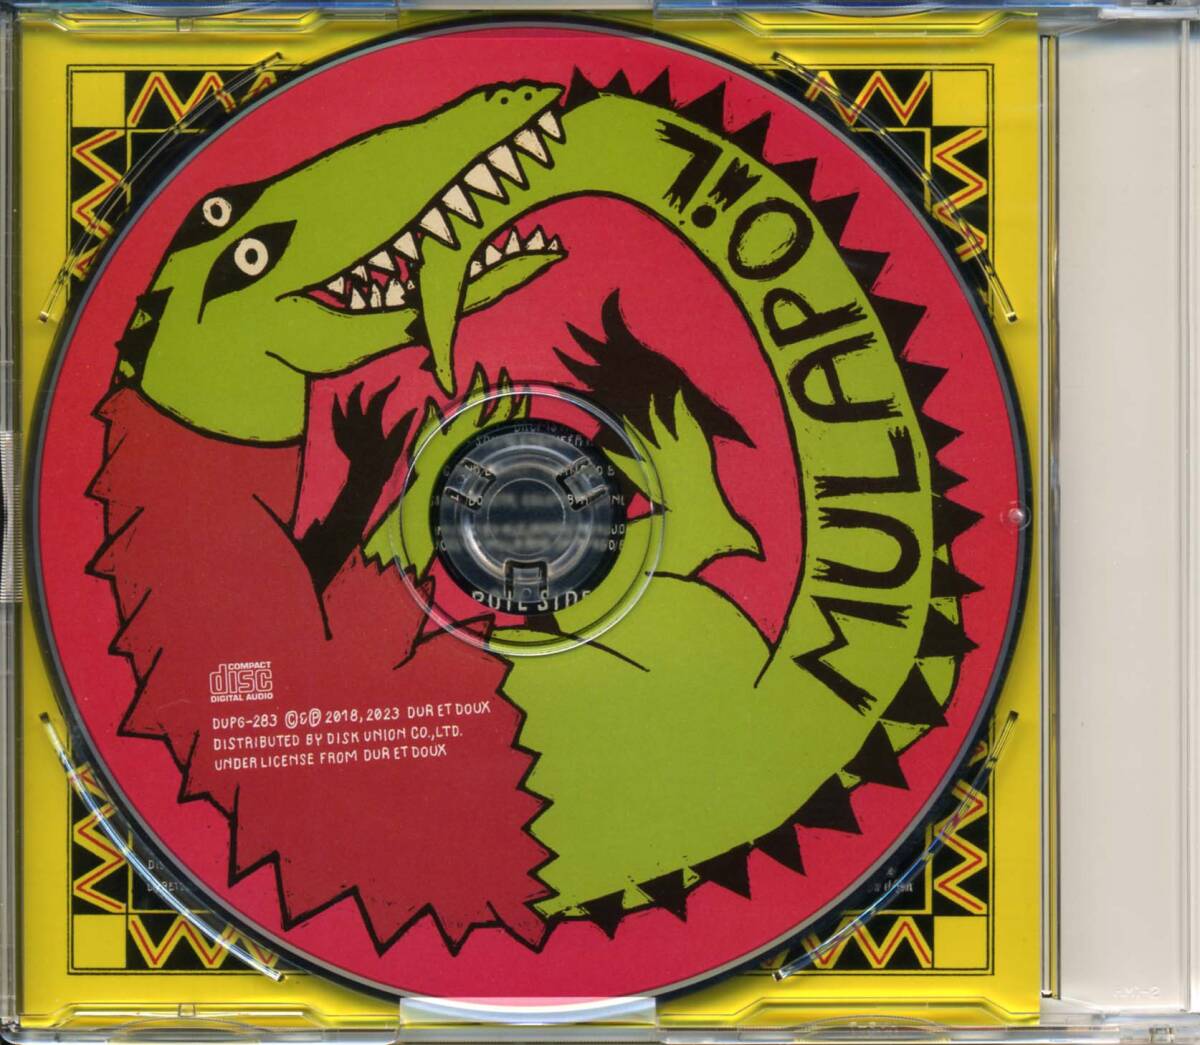 MULAPOiL
COMPACT
disc
DIGITAL AUDIO
DUPG-283 ©&℗ 2018, 2023 DUR ET DOUX
DISTRIBUTED BY DISK UNION CO., LTD.
UNDER LICENSE FROM DUR ET DOUX